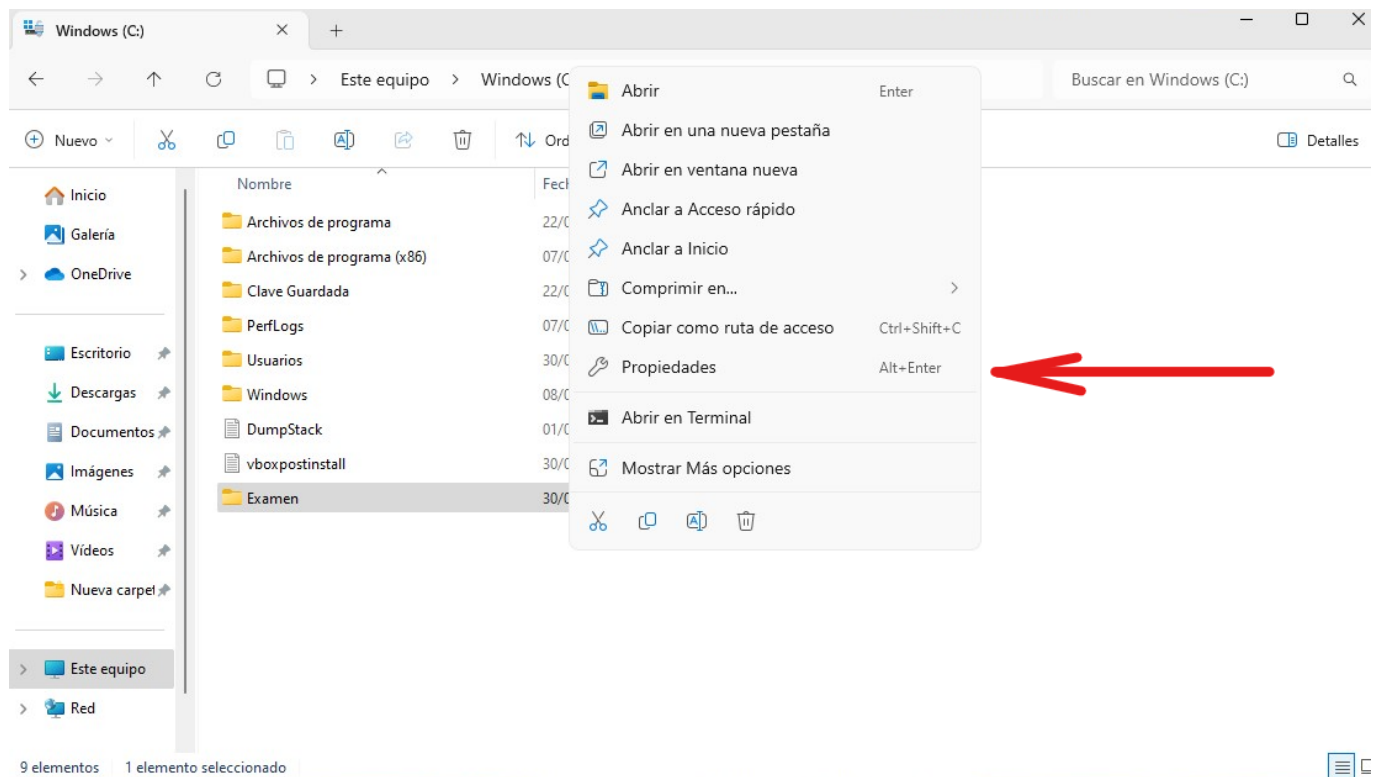 Windows (C:)
Este equipo > Windows (C
Buscar en Windows (C:)
Nuevo
Ord
Detalles
Inicio
Galería
OneDrive
Escritorio
Descargas
Documentos
Imágenes
Música
Vídeos
Nueva carpet
Este equipo
Red
Nombre
Fech
Archivos de programa 22/0
Archivos de programa (x86) 07/0
Clave Guardada 22/0
PerfLogs 07/0
Usuarios 30/0
Windows 08/0
DumpStack 01/0
vboxpostinstall 30/0
Examen 30/0
Abrir Enter
Abrir en una nueva pestaña
Abrir en ventana nueva
Anclar a Acceso rápido
Anclar a Inicio
Comprimir en...
Copiar como ruta de acceso Ctrl+Shift+C
Propiedades Alt+Enter
Abrir en Terminal
Mostrar Más opciones
9 elementos 1 elemento seleccionado